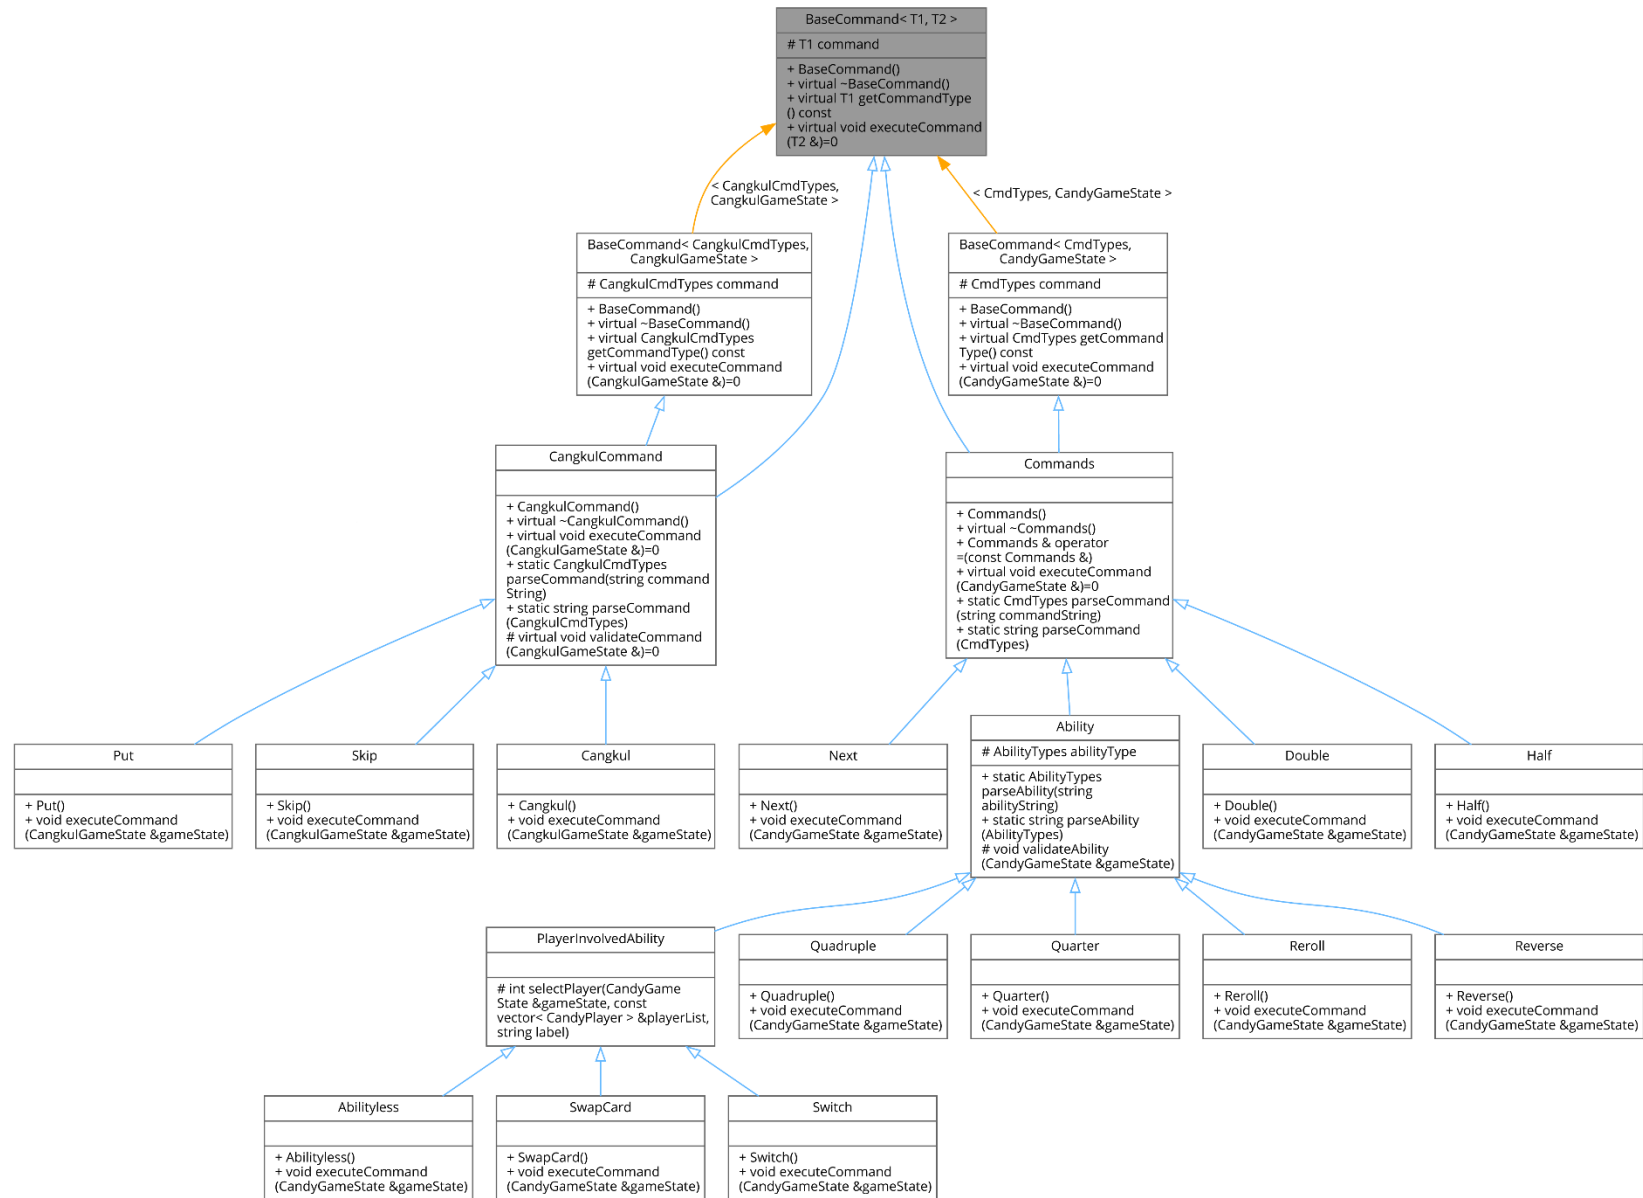 BaseCommand< T1, T2 >
# T1 command
+ BaseCommand()
+ virtual ~BaseCommand()
+ virtual T1 getCommandType
() const
+ virtual void executeCommand
(T2 &)=0
< CangkulCmdTypes,
CangkulGameState >
< CmdTypes, CandyGameState >
BaseCommand< CangkulCmdTypes,
CangkulGameState >
# CangkulCmdTypes command
+ BaseCommand()
+ virtual ~BaseCommand()
+ virtual CangkulCmdTypes
getCommandType() const
+ virtual void executeCommand
(CangkulGameState &)=0
BaseCommand< CmdTypes,
CandyGameState >
# CmdTypes command
+ BaseCommand()
+ virtual ~BaseCommand()
+ virtual CmdTypes getCommand
Type() const
+ virtual void executeCommand
(CandyGameState &)=0
CangkulCommand
+ CangkulCommand()
+ virtual ~CangkulCommand()
+ virtual void executeCommand
(CangkulGameState &)=0
+ static CangkulCmdTypes
parseCommand(string command
String)
+ static string parseCommand
(CangkulCmdTypes)
# virtual void validateCommand
(CangkulGameState &)=0
Commands
+ Commands()
+ virtual ~Commands()
+ Commands & operator
=(const Commands &)
+ virtual void executeCommand
(CandyGameState &)=0
+ static CmdTypes parseCommand
(string commandString)
+ static string parseCommand
(CmdTypes)
Put
+ Put()
+ void executeCommand
(CangkulGameState &gameState)
Skip
+ Skip()
+ void executeCommand
(CangkulGameState &gameState)
Cangkul
+ Cangkul()
+ void executeCommand
(CangkulGameState &gameState)
Next
+ Next()
+ void executeCommand
(CandyGameState &gameState)
Ability
# AbilityTypes abilityType
+ static AbilityTypes
parseAbility(string
abilityString)
+ static string parseAbility
(AbilityTypes)
# void validateAbility
(CandyGameState &gameState)
Double
+ Double()
+ void executeCommand
(CandyGameState &gameState)
Half
+ Half()
+ void executeCommand
(CandyGameState &gameState)
PlayerInvolvedAbility
# int selectPlayer(CandyGame
State &gameState, const
vector< CandyPlayer > &playerList,
string label)
Quadruple
+ Quadruple()
+ void executeCommand
(CandyGameState &gameState)
Quarter
+ Quarter()
+ void executeCommand
(CandyGameState &gameState)
Reroll
+ Reroll()
+ void executeCommand
(CandyGameState &gameState)
Reverse
+ Reverse()
+ void executeCommand
(CandyGameState &gameState)
Abilityless
+ Abilityless()
+ void executeCommand
(CandyGameState &gameState)
SwapCard
+ SwapCard()
+ void executeCommand
(CandyGameState &gameState)
Switch
+ Switch()
+ void executeCommand
(CandyGameState &gameState)